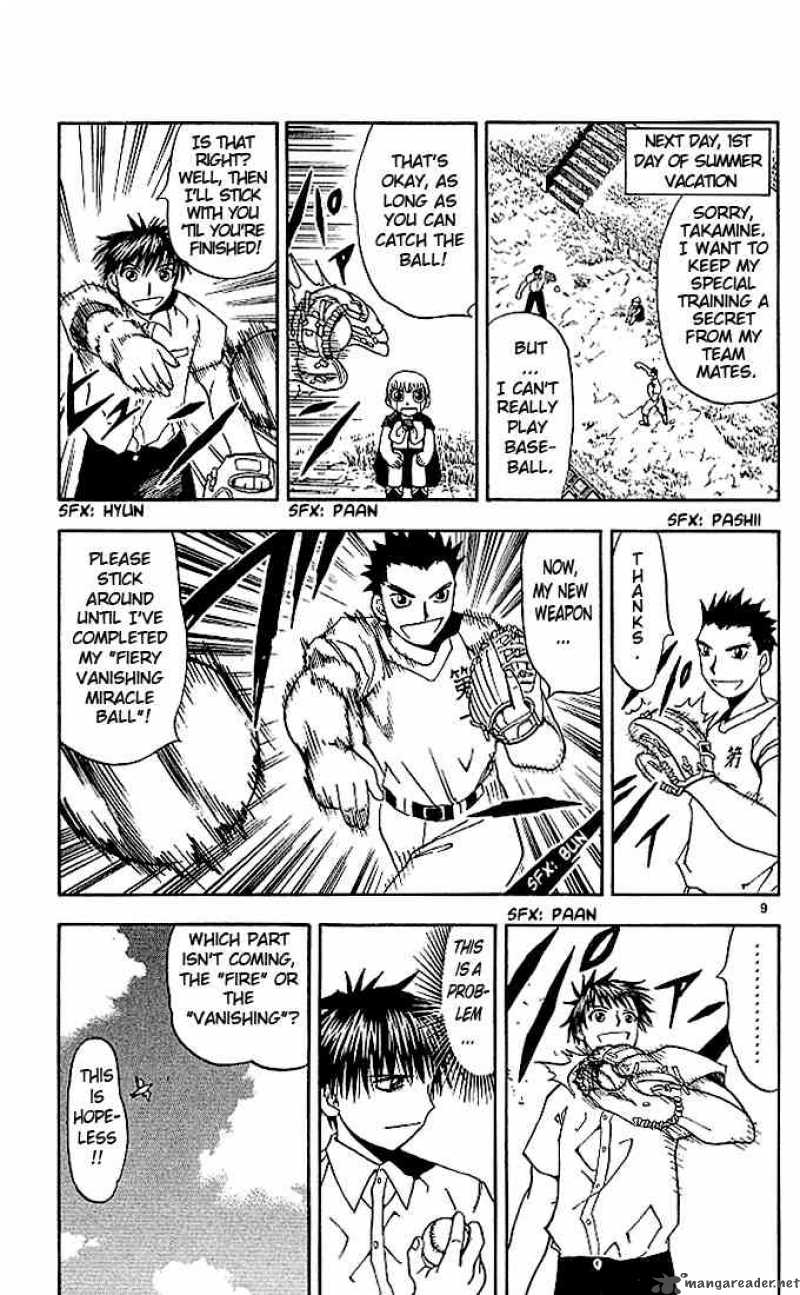 NEXT DAY, 1ST
DAY OF SUMMER
VACATION
SORRY,
TAKAMINE.
I WANT TO
KEEP MY
SPECIAL
TRAINING A
SECRET
FROM MY
TEAM
MATES.
BUT
...
I CAN'T
REALLY
PLAY
BASE-
BALL.
THAT'S
OKAY, AS
LONG AS
YOU CAN
CATCH THE
BALL!
パン
SFX: PAAN
IS THAT
RIGHT?
WELL, THEN
I'LL STICK
WITH YOU
'TIL YOU'RE
FINISHED!
SFX: HYUN
SFX: PASHII
THANKS.
NOW,
MY NEW
WEAPON
...
PLEASE
STICK
AROUND
UNTIL I'VE
COMPLETED
MY "FIERY
VANISHING
MIRACLE
BALL"!
SFX: BUN
9
SFX: PAAN
.........
THIS
IS A
PROB-
LEM
...
WHICH PART
ISN'T COMING,
THE "FIRE" OR
THE
"VANISHING"?
THIS
IS
HOPE-
LESS
!!
mangareader.net